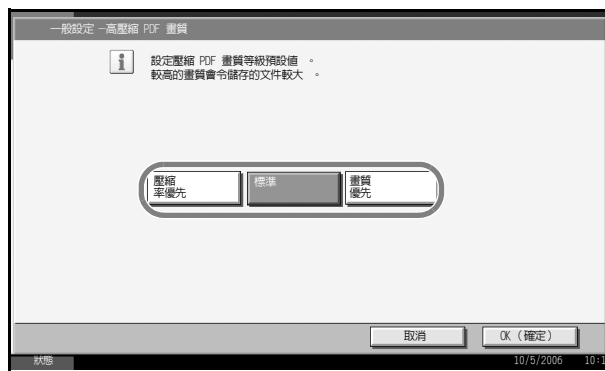 一般設定 -高壓縮 PDF 畫質
設定壓縮 PDF 畫質等級預設值 。
較高的畫質會令儲存的文件較大 。
壓縮
率優先
標準
畫質
優先
取消
OK (確定)
狀態
10/5/2006 10:1